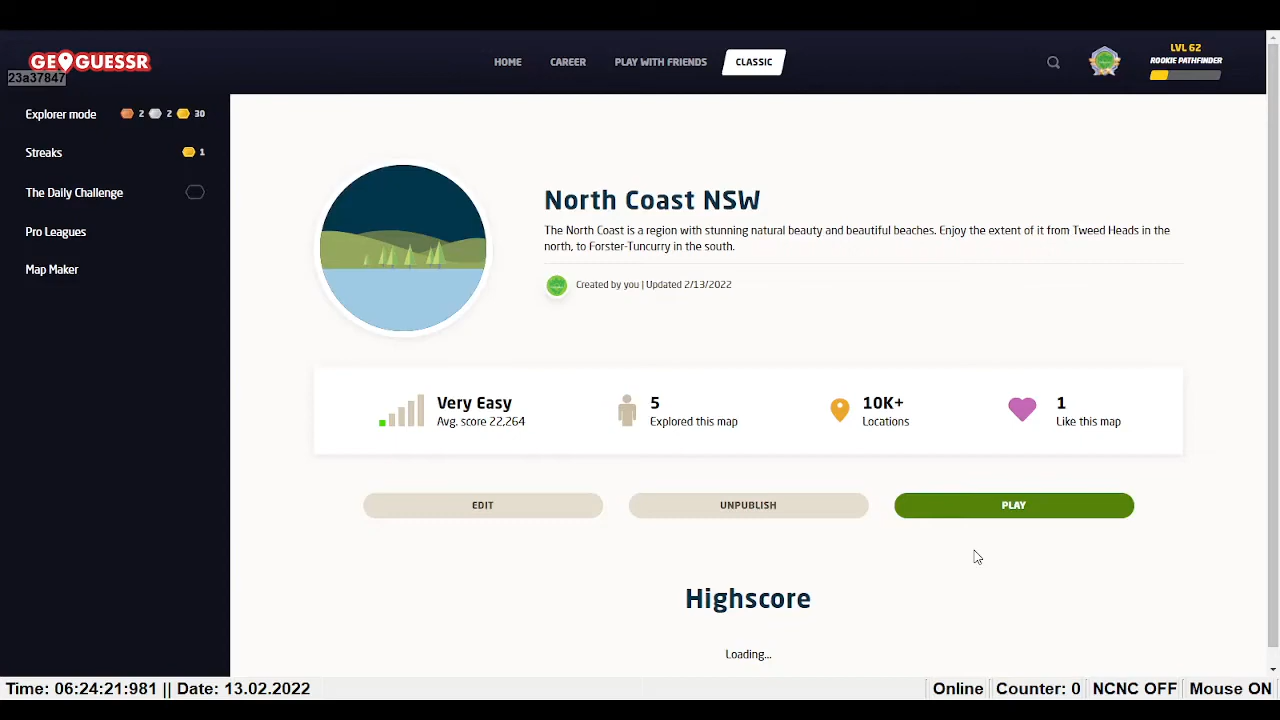 GEOGUESSR
23a37847
HOME CAREER PLAY WITH FRIENDS CLASSIC
LVL 62
ROOKIE PATHFINDER
Explorer mode 2 2 30
Streaks 1
The Daily Challenge
Pro Leagues
Map Maker
North Coast NSW
The North Coast is a region with stunning natural beauty and beautiful beaches. Enjoy the extent of it from Tweed Heads in the
north, to Forster-Tuncurry in the south.
Created by you | Updated 2/13/2022
Very Easy
Avg. score 22,264
5
Explored this map
10K+
Locations
1
Like this map
EDIT UNPUBLISH PLAY
Highscore
Loading...
Time: 06:24:21:981 || Date: 13.02.2022 Online Counter: 0 NCNC OFF Mouse ON